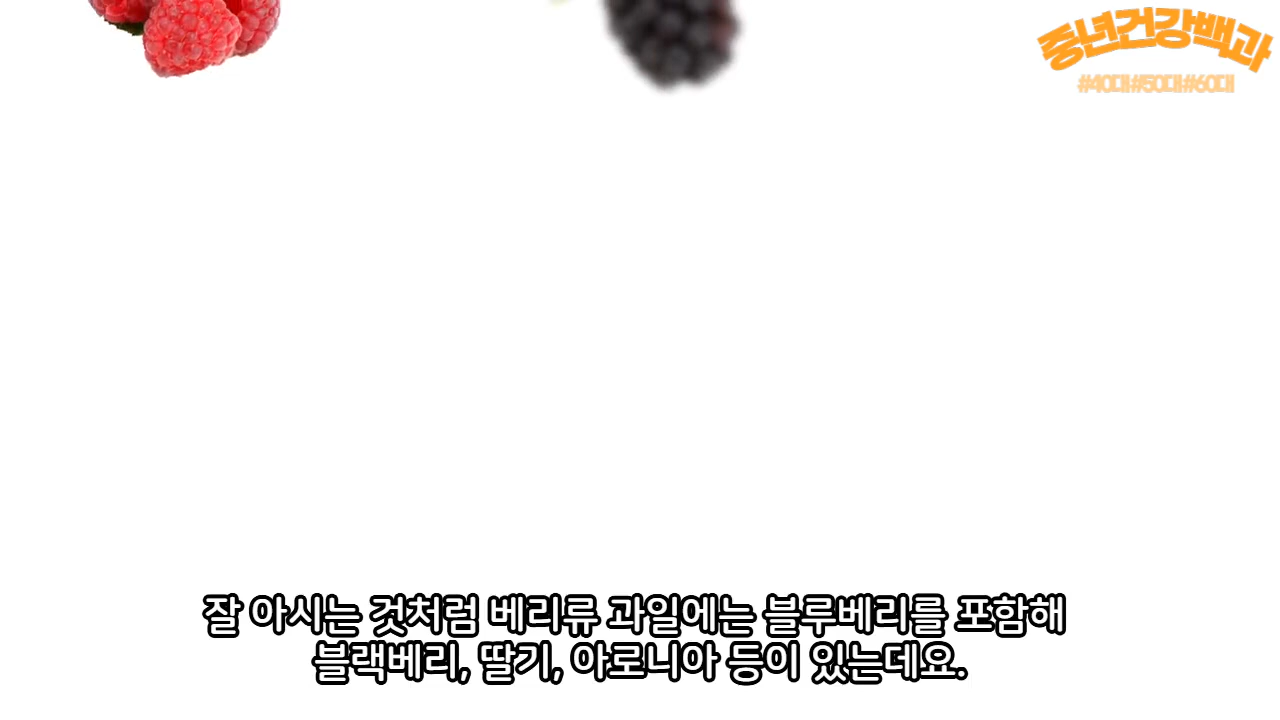 중년건강백과
#40대#50대#60대
잘 아시는 것처럼 베리류 과일에는 블루베리를 포함해
블랙베리, 딸기, 아로니아 등이 있는데요.